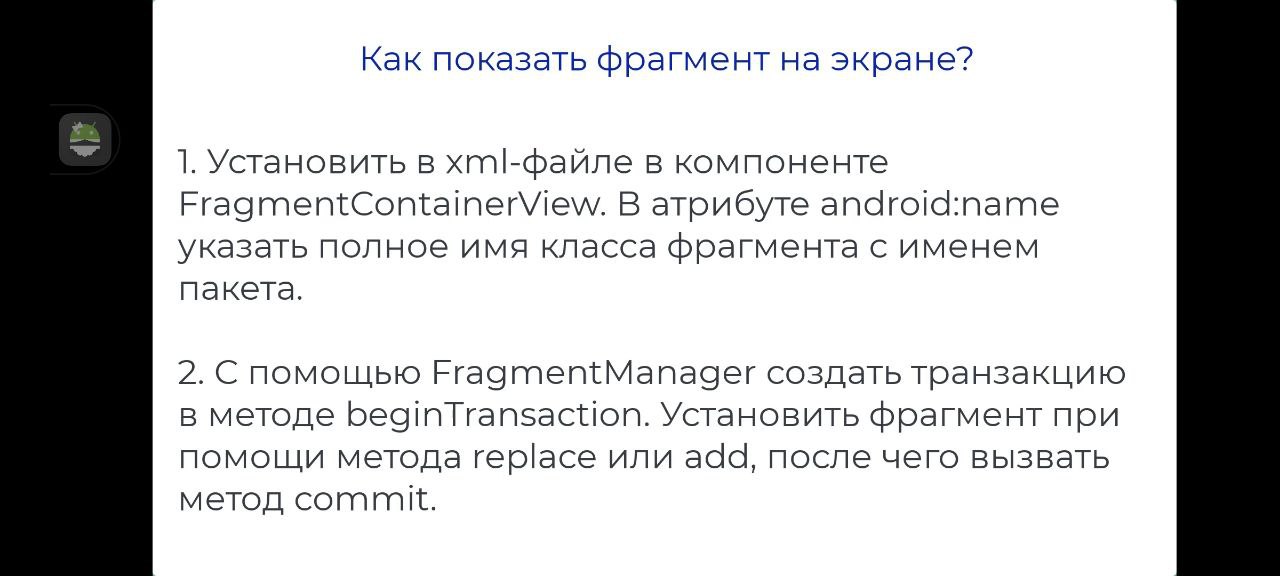 Как показать фрагмент на экране?
1. Установить в xml-файле в компоненте
FragmentContainerView. В атрибуте android:name
указать полное имя класса фрагмента с именем
пакета.
2. С помощью FragmentManager создать транзакцию
в методе beginTransaction. Установить фрагмент при
помощи метода replace или add, после чего вызвать
метод commit.